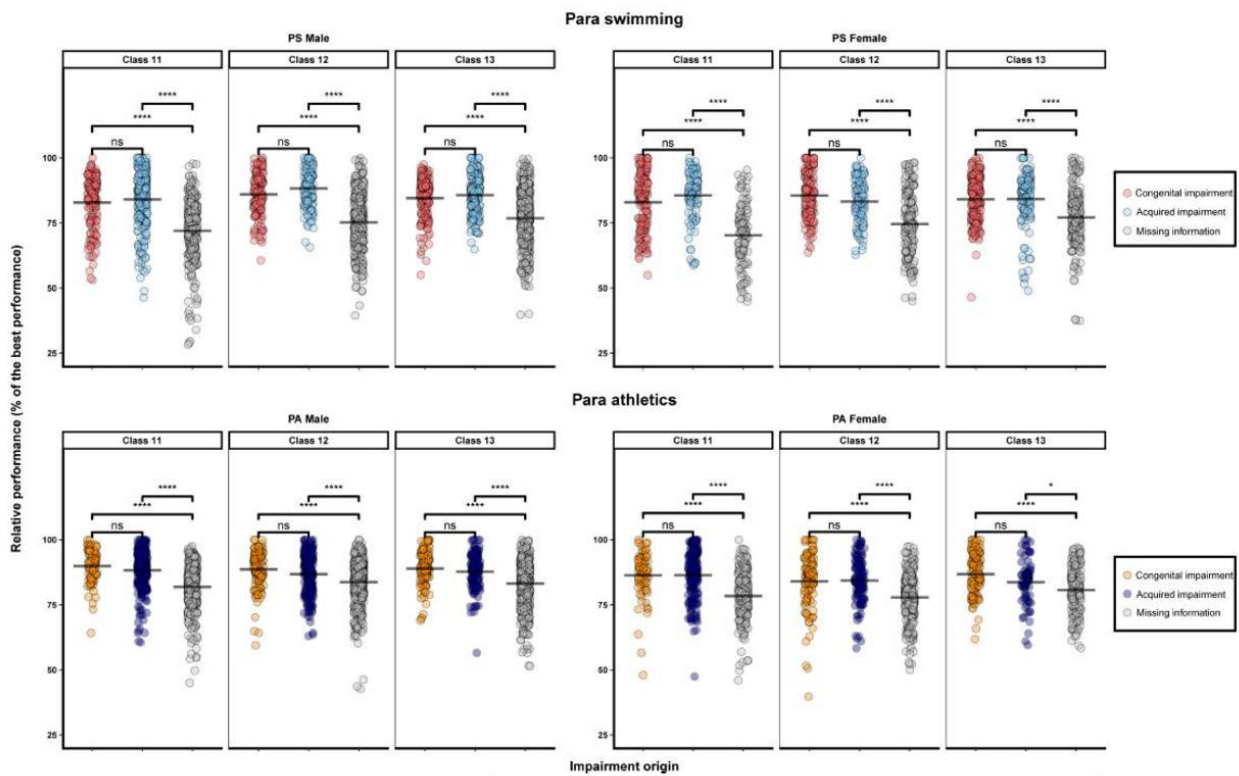 Para swimming
PS Male
PS Female
Class 11
Class 12
Class 13
Class 11
Class 12
Class 13
****
****
****
****
****
****
****
****
****
****
****
****
ns
ns
ns
ns
ns
ns
100
75
50
25
100
75
50
25
Congenital impairment
Acquired impairment
Missing information
Relative performance (% of the best performance)
Para athletics
PA Male
PA Female
Class 11
Class 12
Class 13
Class 11
Class 12
Class 13
****
****
****
****
****
*
****
****
****
****
****
****
ns
ns
ns
ns
ns
ns
100
75
50
25
100
75
50
25
Congenital impairment
Acquired impairment
Missing information
Impairment origin